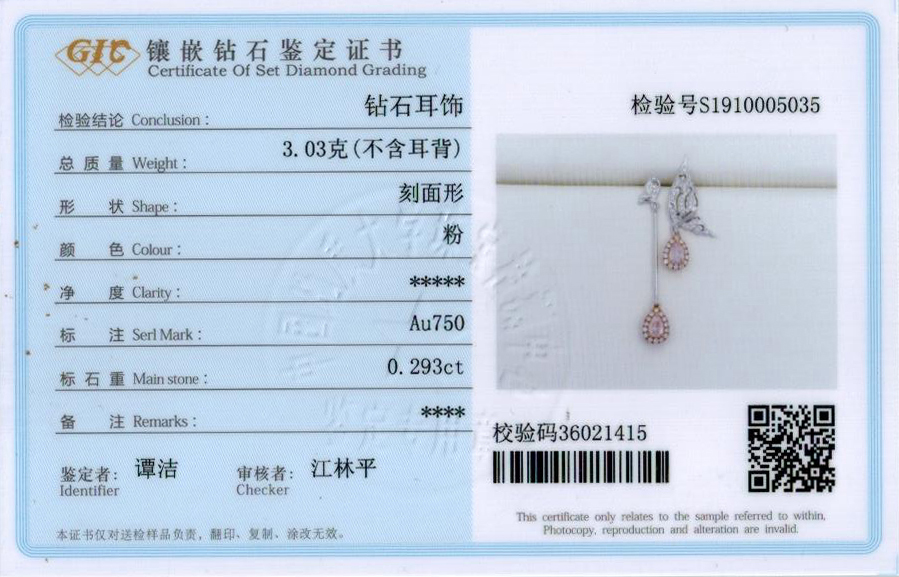 GIC 镶嵌钻石鉴定证书
Certificate Of Set Diamond Grading
检验结论 Conclusion: 钻石耳饰
总质量 Weight: 3.03克(不含耳背)
形状 Shape: 刻面形
颜色 Colour: 粉
净度 Clarity: *****
标注 Serl Mark: Au750
标石重 Main stone: 0.293ct
备注 Remarks: ****
鉴定者: 谭洁 审核者: 江林平
Identifier Checker
本证书仅对送检样品负责，翻印、复制、涂改无效。
检验号S1910005035
校验码36021415
This certificate only relates to the sample referred to within.
Photocopy, reproduction and alteration are invalid.